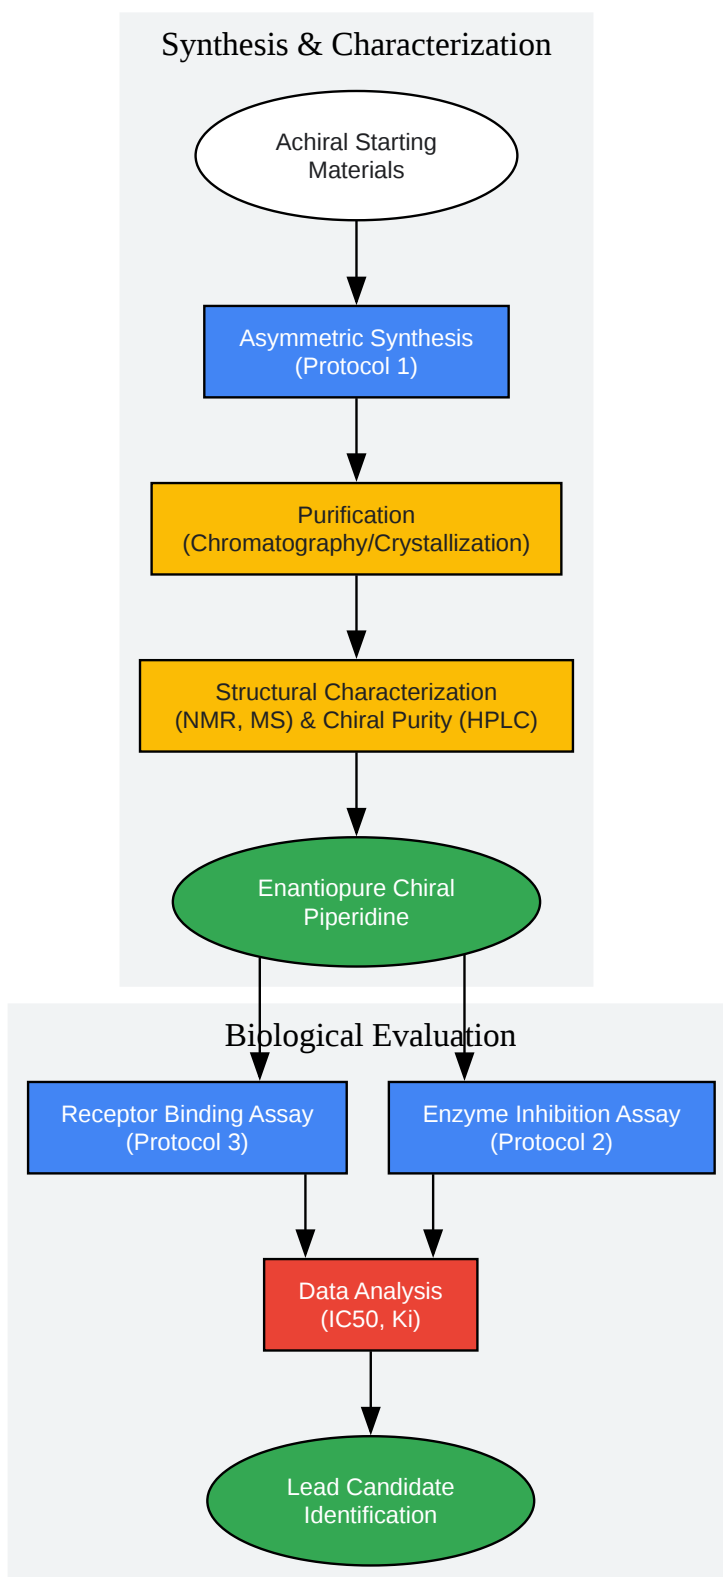 Synthesis & Characterization
Achiral Starting
Materials
Asymmetric Synthesis
(Protocol 1)
Purification
(Chromatography/Crystallization)
Structural Characterization
(NMR, MS) & Chiral Purity (HPLC)
Enantiopure Chiral
Piperidine
Biological Evaluation
Receptor Binding Assay
(Protocol 3)
Enzyme Inhibition Assay
(Protocol 2)
Data Analysis
(IC50, Ki)
Lead Candidate
Identification